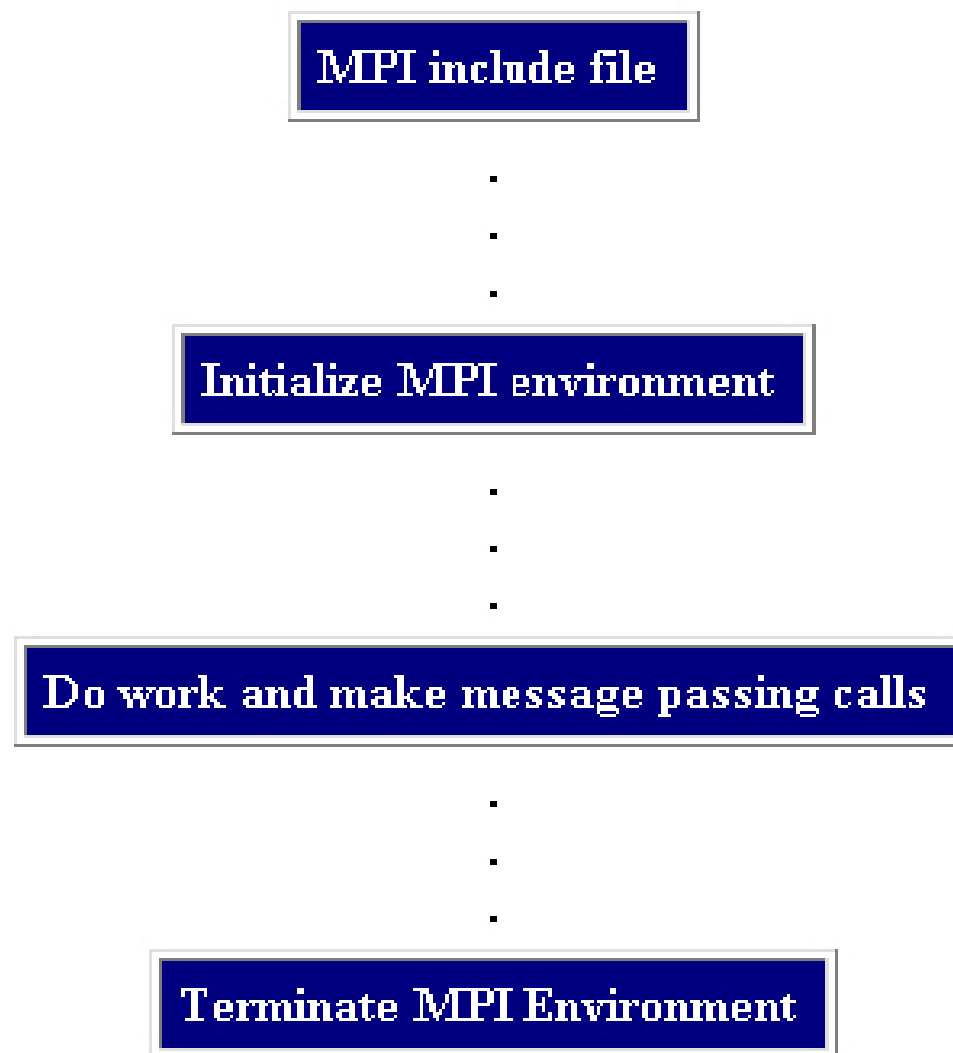 MPI include file
.
.
.
Initialize MPI environment
.
.
.
Do work and make message passing calls
.
.
.
Terminate MPI Environment